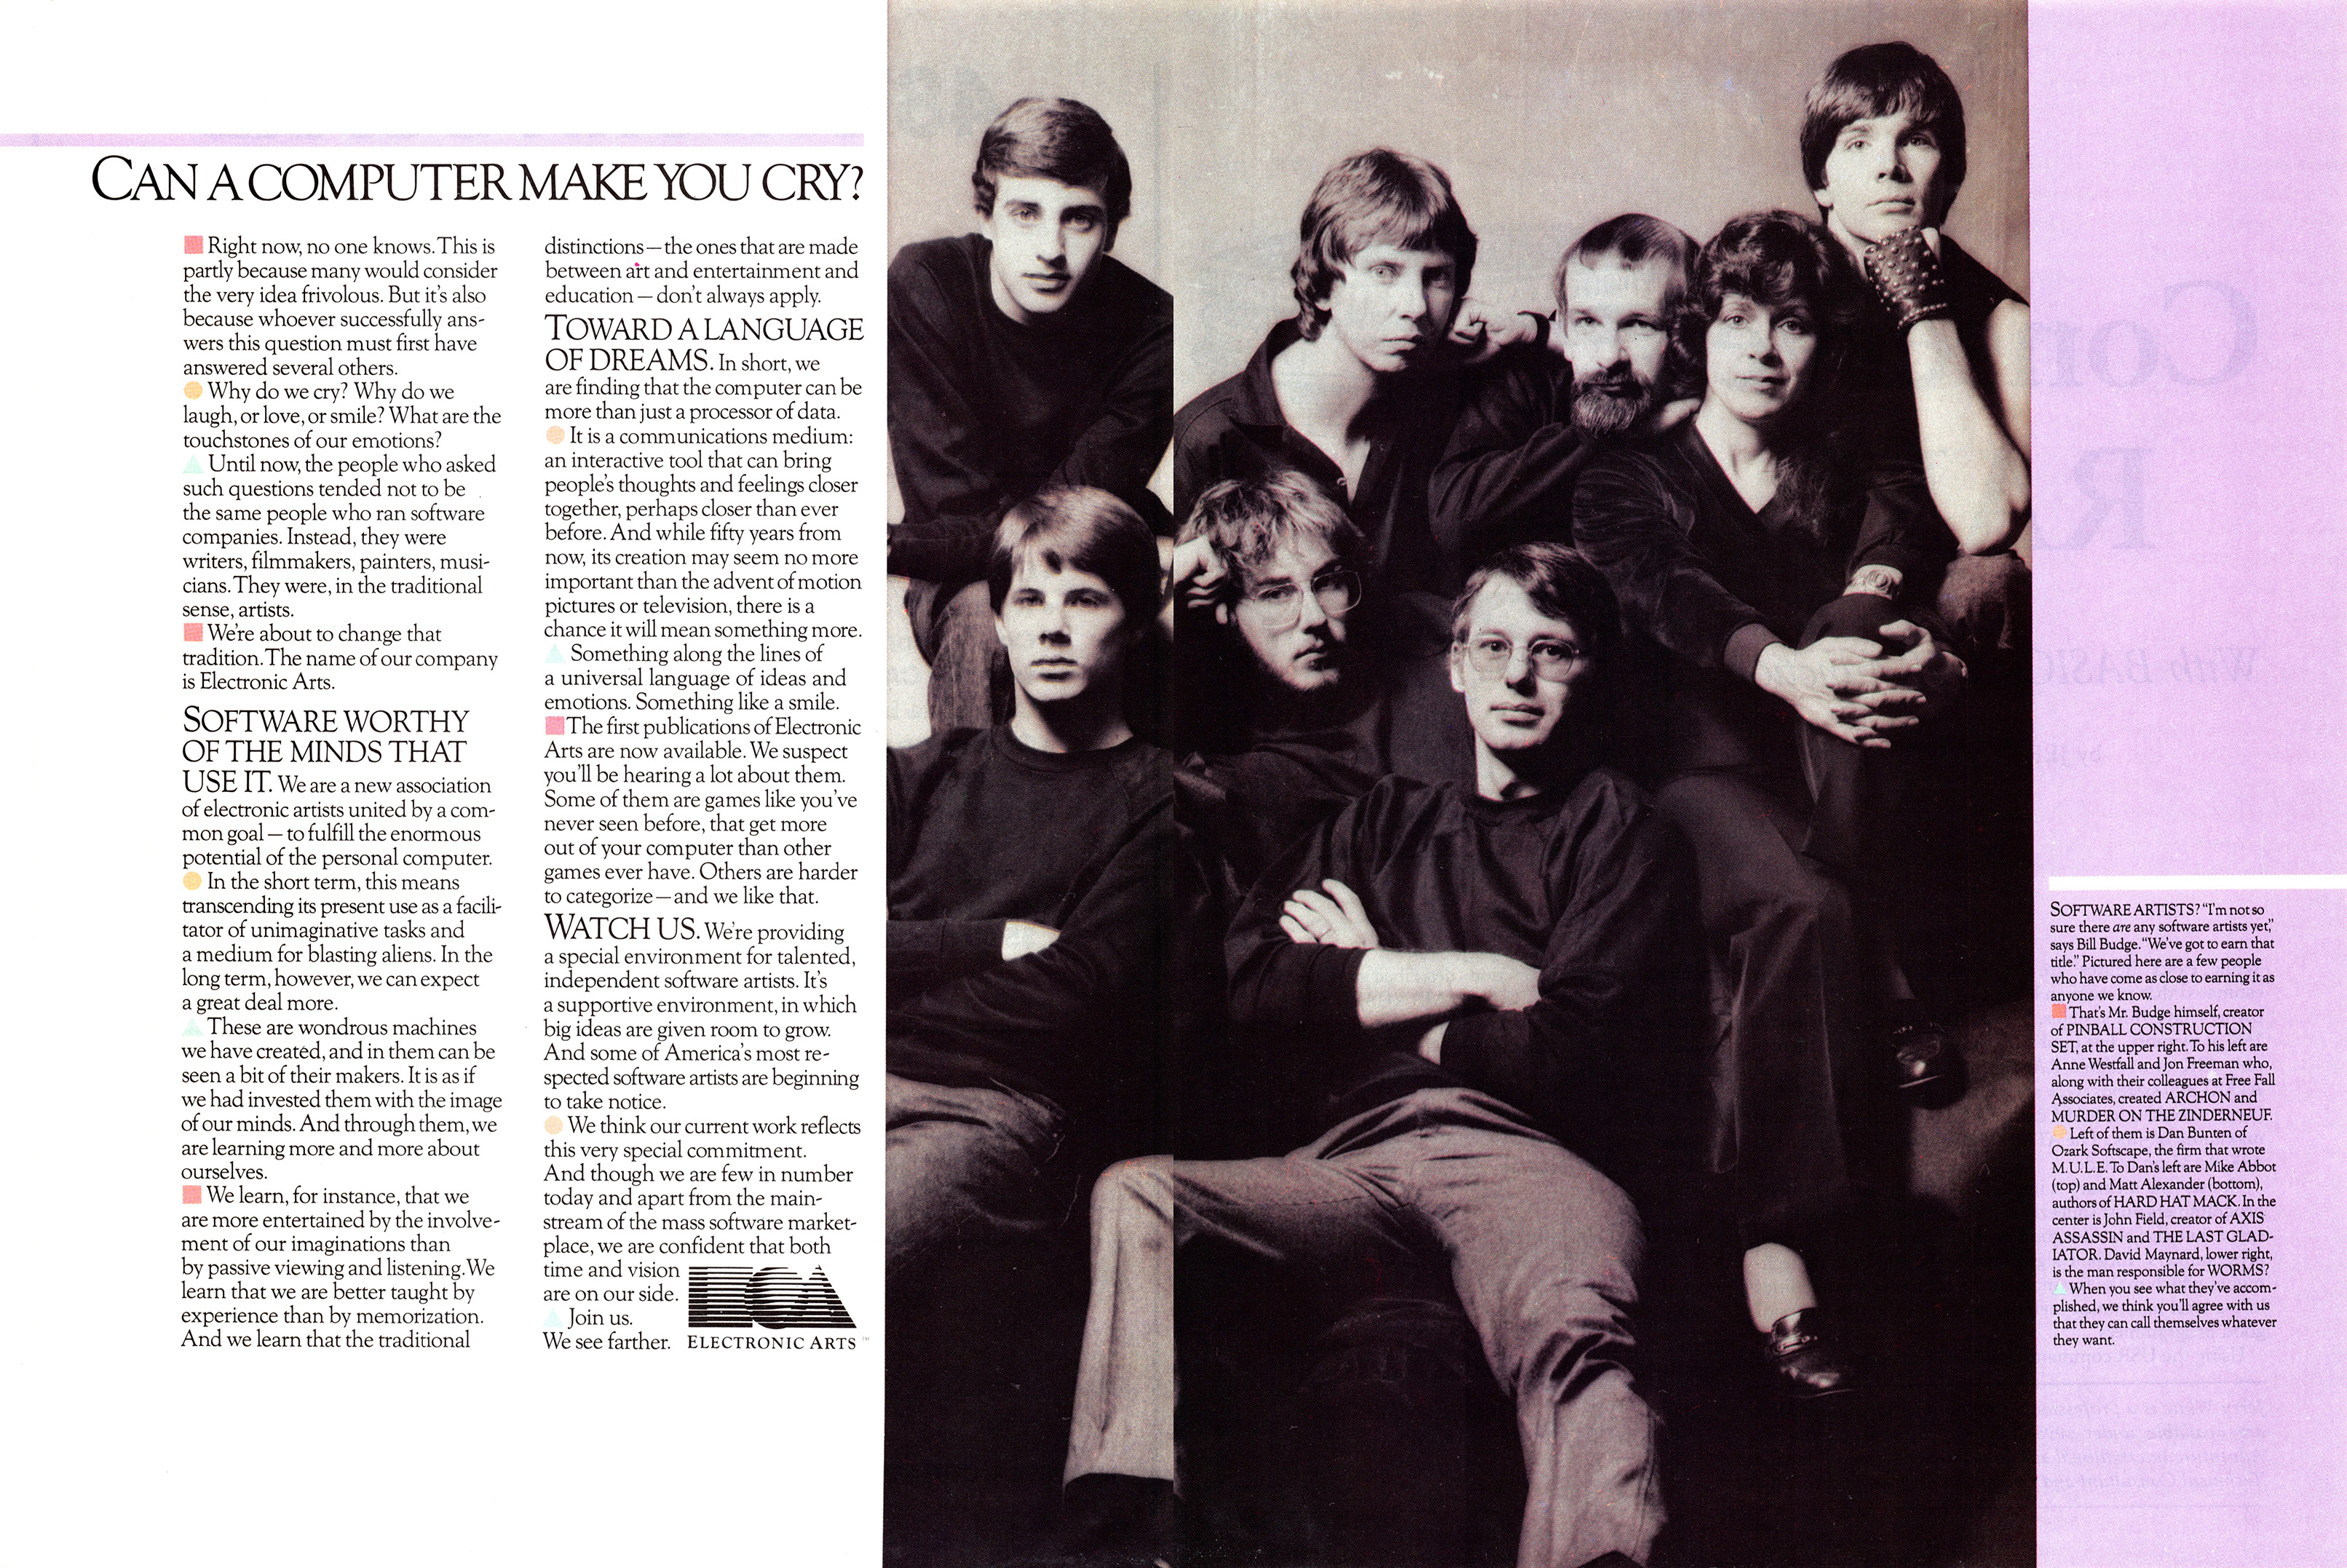 CAN A COMPUTER MAKE YOU CRY?
Right now, no one knows. This is
partly because many would consider
the very idea frivolous. But it's also
because whoever successfully ans-
wers this question must first have
answered several others.
Why do we cry? Why do we
laugh, or love, or smile? What are the
touchstones of our emotions?
Until now, the people who asked
such questions tended not to be
the same people who ran software
companies. Instead, they were
writers, filmmakers, painters, musi-
cians. They were, in the traditional
sense, artists.
We're about to change that
tradition. The name of our company
is Electronic Arts.
SOFTWARE WORTHY
OF THE MINDS THAT
USE IT. We are a new association
of electronic artists united by a com-
mon goal — to fulfill the enormous
potential of the personal computer.
In the short term, this means
transcending its present use as a facili-
tator of unimaginative tasks and
a medium for blasting aliens. In the
long term, however, we can expect
a great deal more.
These are wondrous machines
we have created, and in them can be
seen a bit of their makers. It is as if
we had invested them with the image
of our minds. And through them, we
are learning more and more about
ourselves.
We learn, for instance, that we
are more entertained by the involve-
ment of our imaginations than
by passive viewing and listening. We
learn that we are better taught by
experience than by memorization.
And we learn that the traditional
distinctions — the ones that are made
between art and entertainment and
education — don't always apply.
TOWARD A LANGUAGE
OF DREAMS. In short, we
are finding that the computer can be
more than just a processor of data.
It is a communications medium:
an interactive tool that can bring
people's thoughts and feelings closer
together, perhaps closer than ever
before. And while fifty years from
now, its creation may seem no more
important than the advent of motion
pictures or television, there is a
chance it will mean something more.
Something along the lines of
a universal language of ideas and
emotions. Something like a smile.
The first publications of Electronic
Arts are now available. We suspect
you'll be hearing a lot about them.
Some of them are games like you've
never seen before, that get more
out of your computer than other
games ever have. Others are harder
to categorize — and we like that.
WATCH US. We're providing
a special environment for talented,
independent software artists. It's
a supportive environment, in which
big ideas are given room to grow.
And some of America's most re-
spected software artists are beginning
to take notice.
We think our current work reflects
this very special commitment.
And though we are few in number
today and apart from the main-
stream of the mass software market-
place, we are confident that both
time and vision
are on our side.
Join us.
We see farther.
ELECTRONIC ARTS™
SOFTWARE ARTISTS? "I'm not so
sure there are any software artists yet,"
says Bill Budge. "We've got to earn that
title." Pictured here are a few people
who have come as close to earning it as
anyone we know.
That's Mr. Budge himself, creator
of PINBALL CONSTRUCTION
SET, at the upper right. To his left are
Anne Westfall and Jon Freeman who,
along with their colleagues at Free Fall
Associates, created ARCHON and
MURDER ON THE ZINDERNEUF.
Left of them is Dan Bunten of
Ozark Softscape, the firm that wrote
M.U.L.E. To Dan's left are Mike Abbot
(top) and Matt Alexander (bottom),
authors of HARD HAT MACK. In the
center is John Field, creator of AXIS
ASSASSIN and THE LAST GLAD-
IATOR. David Maynard, lower right,
is the man responsible for WORMS?
When you see what they've accom-
plished, we think you'll agree with us
that they can call themselves whatever
they want.